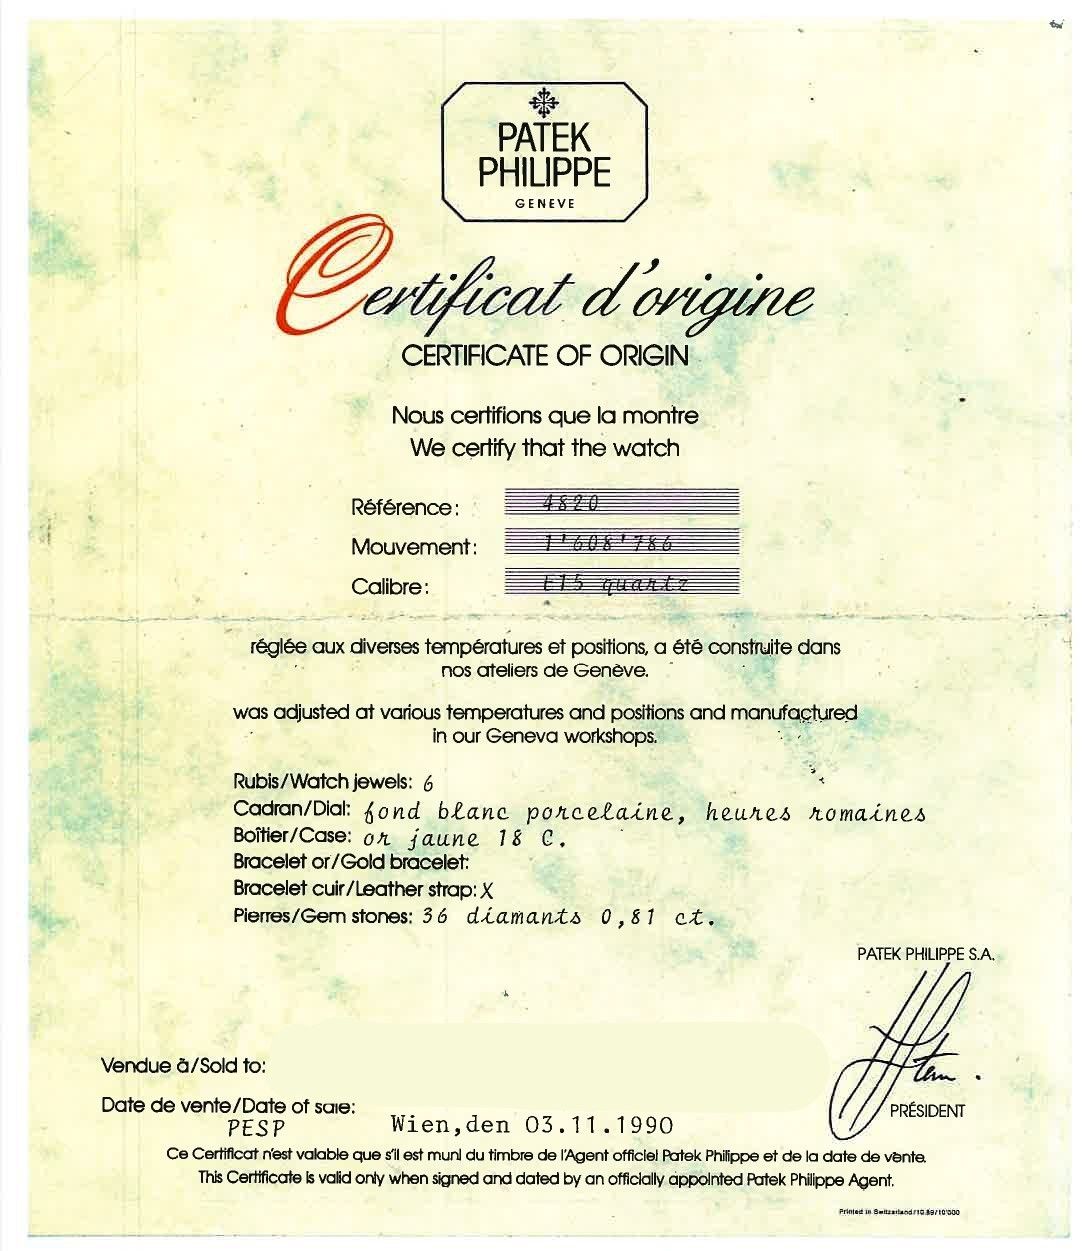 PATEK
PHILIPPE
GENEVE
Certificat d'origine
CERTIFICATE OF ORIGIN
Nous certifions que la montre
We certify that the watch
Référence: 4820
Mouvement: 1'608'786
Calibre: E15 quartz
réglée aux diverses températures et positions, a été construite dans
nos ateliers de Genève.
was adjusted at various temperatures and positions and manufactured
in our Geneva workshops.
Rubis/Watch jewels: 6
Cadran/Dial: fond blanc porcelaine, heures romaines
Boîtier/Case: or jaune 18 C.
Bracelet or/Gold bracelet:
Bracelet cuir/Leather strap: X
Pierres/Gem stones: 36 diamants 0,81 ct.
PATEK PHILIPPE S.A.
Stern
PRÉSIDENT
Vendue à/Sold to:
Date de vente/Date of sale:
PESP Wien,den 03.11.1990
Ce Certificat n'est valable que s'il est muni du timbre de l'Agent officiel Patek Philippe et de la date de vente.
This Certificate is valid only when signed and dated by an officially appointed Patek Philippe Agent.
Printed in Switzerland/10.89/10'000